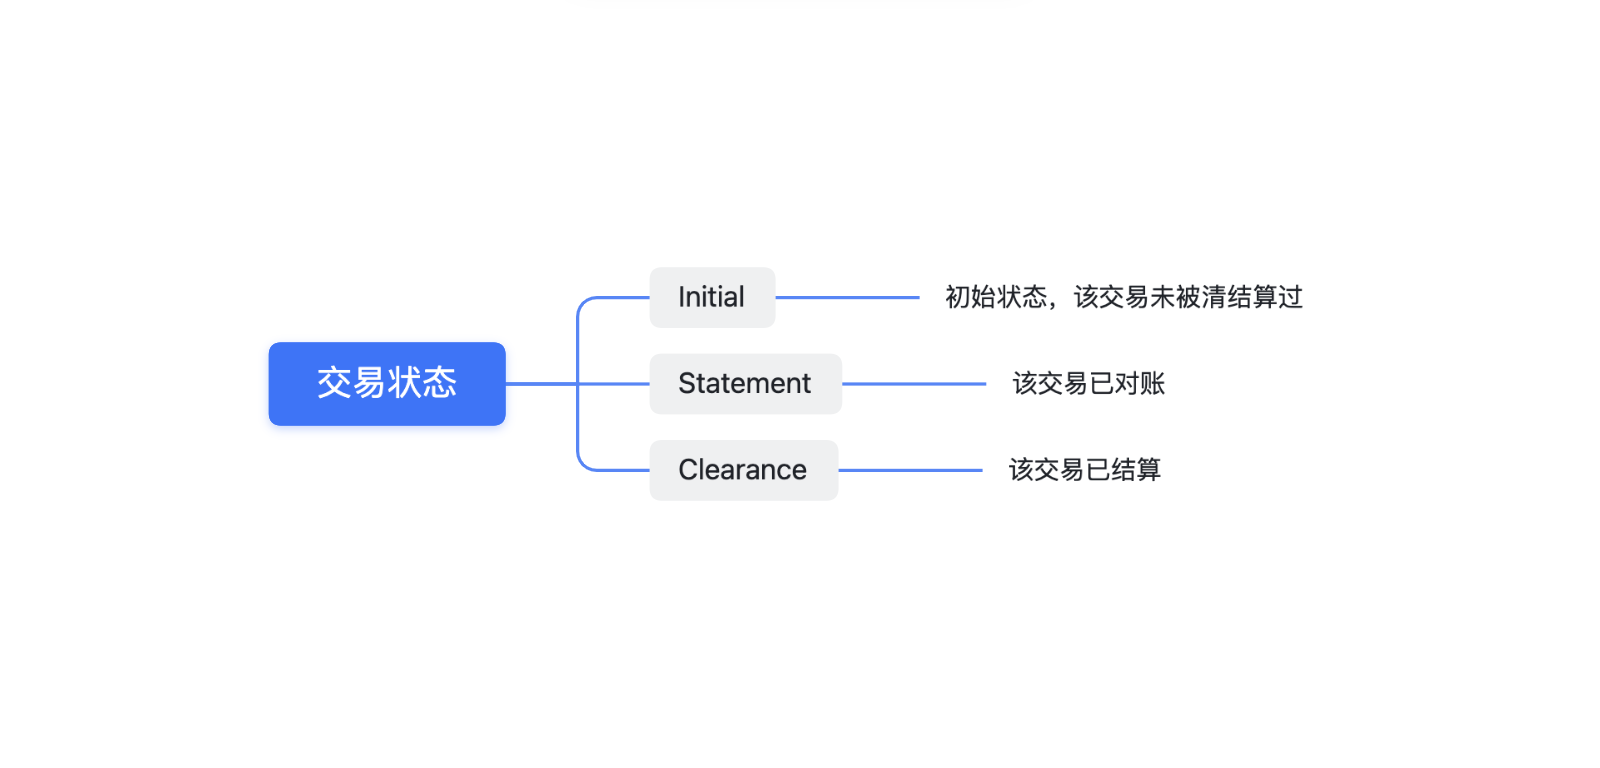 交易状态
Initial
初始状态，该交易未被清结算过
Statement
该交易已对账
Clearance
该交易已结算